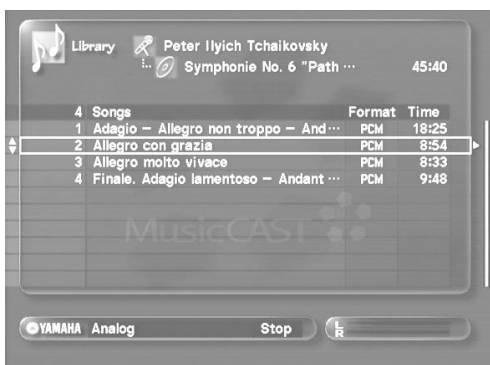 Library Peter Ilyich Tchaikovsky
Symphonie No. 6 "Path ··· 45:40
4 Songs Format Time
1 Adagio – Allegro non troppo – And··· PCM 18:25
2 Allegro con grazia PCM 8:54
3 Allegro molto vivace PCM 8:33
4 Finale. Adagio lamentoso – Andant ··· PCM 9:48
MusicCAST
YAMAHA Analog Stop L
R